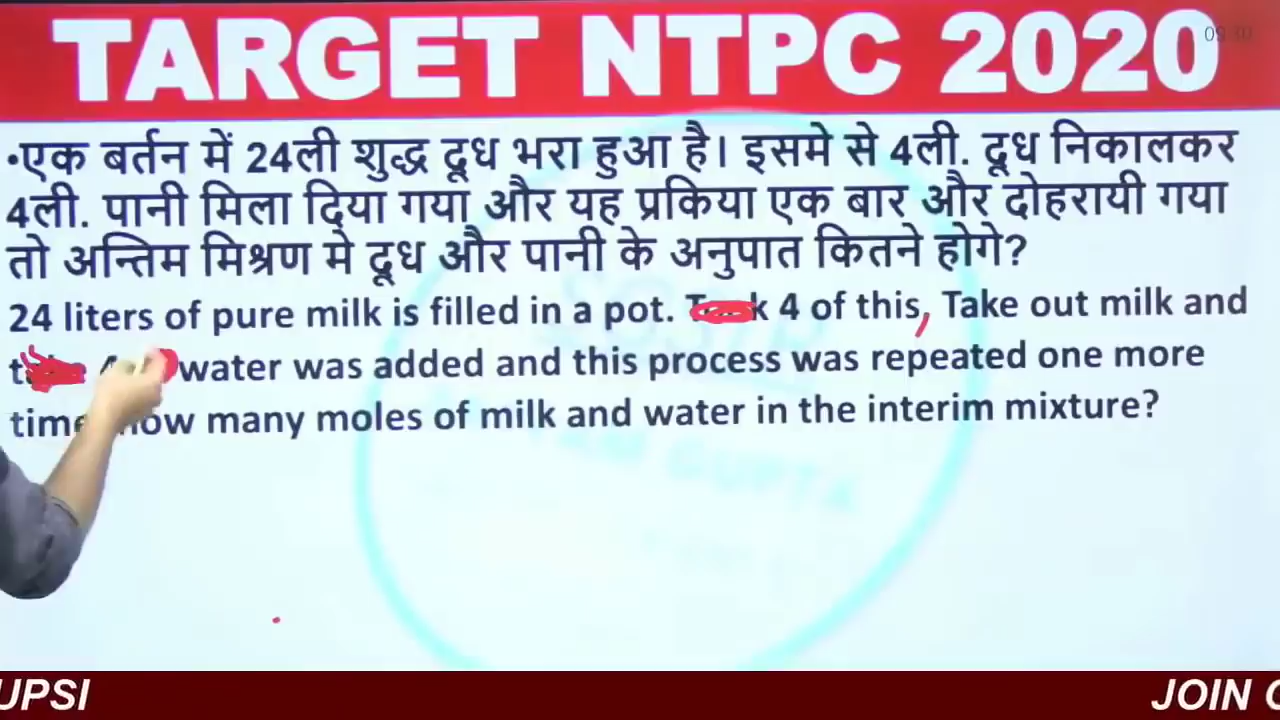 TARGET NTPC 2020
09:30
•एक बर्तन में 24ली शुद्ध दूध भरा हुआ है। इसमे से 4ली. दूध निकालकर
4ली. पानी मिला दिया गया और यह प्रकिया एक बार और दोहरायी गया
तो अन्तिम मिश्रण मे दूध और पानी के अनुपात कितने होगे?
24 liters of pure milk is filled in a pot. 4 of this, Take out milk and
water was added and this process was repeated one more
how many moles of milk and water in the interim mixture?
GUPTA
UPSI
JOIN